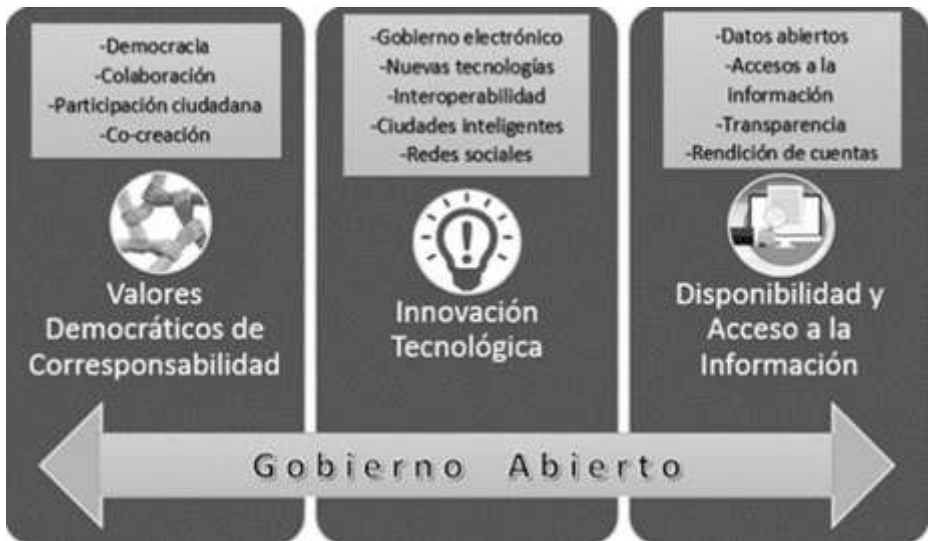 -Democracia
-Colaboración
-Participación ciudadana
-Co-creación
Valores
Democráticos de
Corresponsabilidad
-Gobierno electrónico
-Nuevas tecnologías
-Interoperabilidad
-Ciudades inteligentes
-Redes sociales
Innovación
Tecnológica
-Datos abiertos
-Accesos a la
información
-Transparencia
-Rendición de cuentas
Disponibilidad y
Acceso a la
Información
Gobierno Abierto